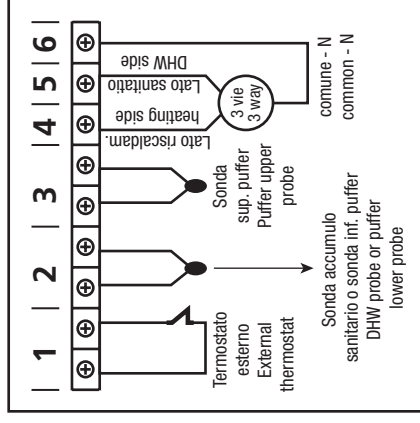 1
2
3
4
5
6
Termostato
esterno
External
thermostat
Sonda accumulo
sanitario o sonda inf. puffer
DHW probe or puffer
lower probe
Sonda
sup. puffer
Puffer upper
probe
Lato riscaldam.
heating side
Lato sanitatio
DHW side
3 vie
3 way
comune - N
common - N